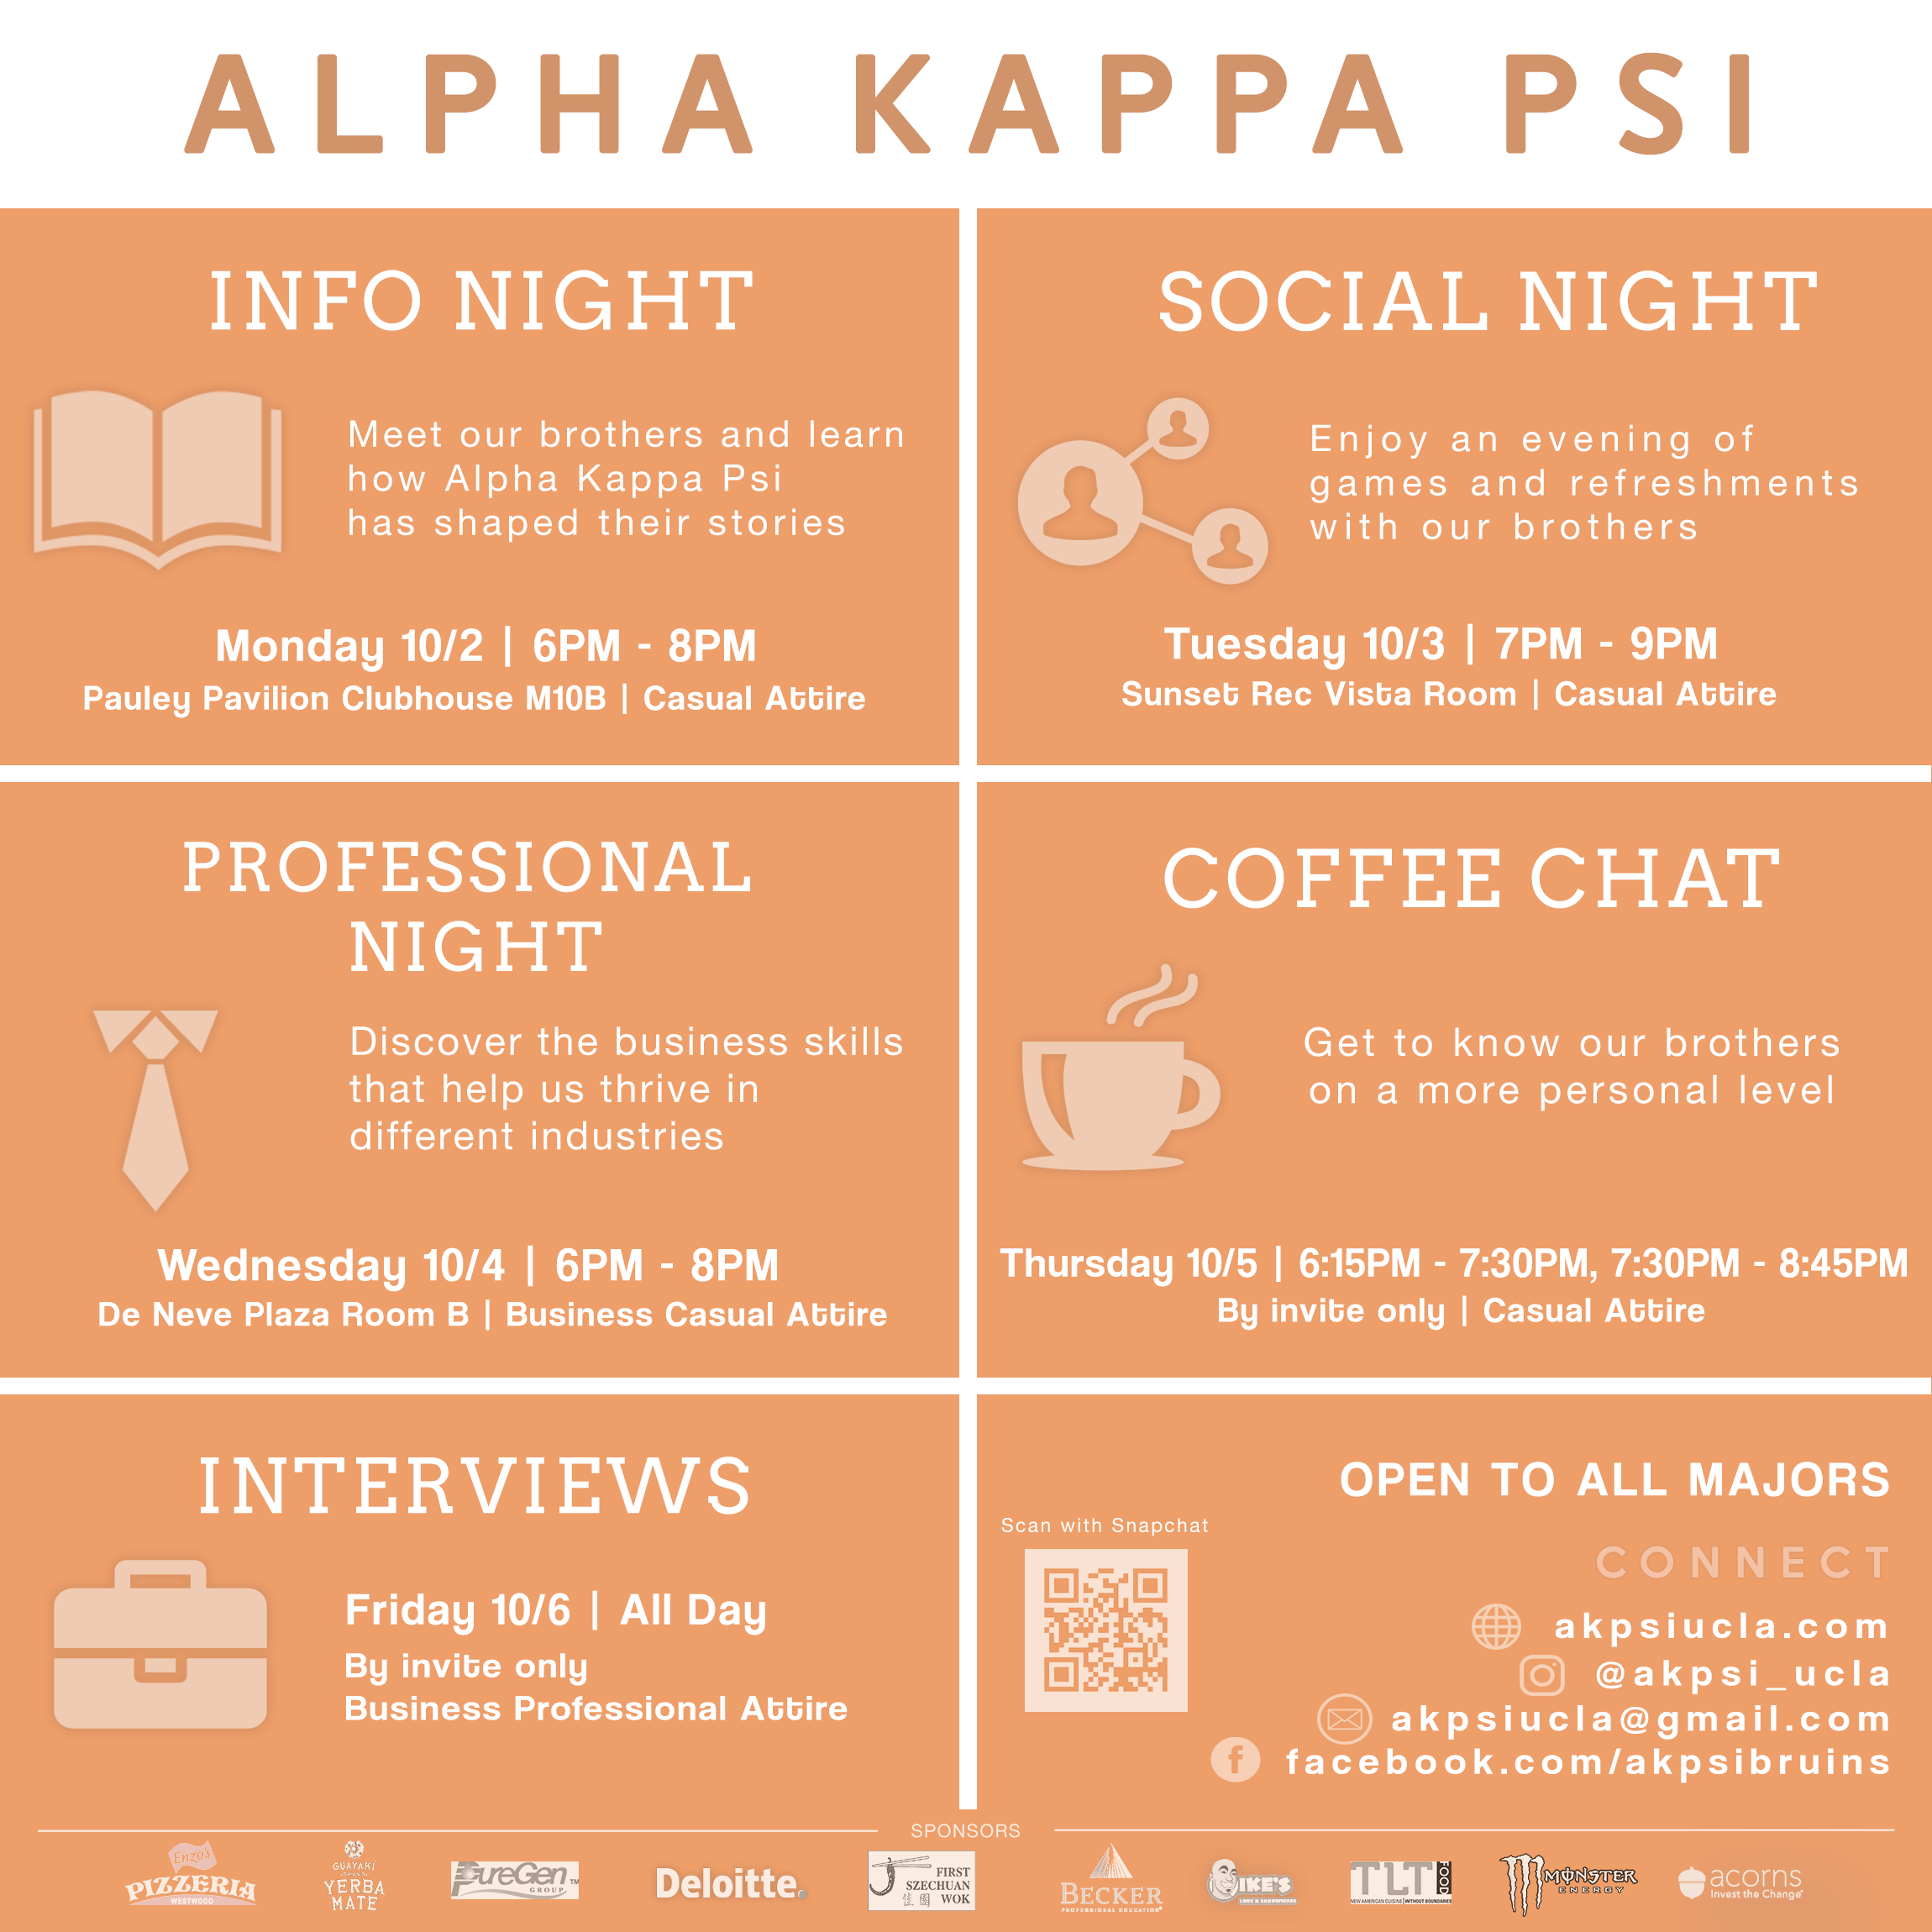 ALPHA KAPPA PSI
INFO NIGHT
Meet our brothers and learn
how Alpha Kappa Psi
has shaped their stories
Monday 10/2 | 6PM - 8PM
Pauley Pavilion Clubhouse M10B | Casual Attire
SOCIAL NIGHT
Enjoy an evening of
games and refreshments
with our brothers
Tuesday 10/3 | 7PM - 9PM
Sunset Rec Vista Room | Casual Attire
PROFESSIONAL
NIGHT
Discover the business skills
that help us thrive in
different industries
Wednesday 10/4 | 6PM - 8PM
De Neve Plaza Room B | Business Casual Attire
COFFEE CHAT
Get to know our brothers
on a more personal level
Thursday 10/5 | 6:15PM - 7:30PM, 7:30PM - 8:45PM
By invite only | Casual Attire
INTERVIEWS
Friday 10/6 | All Day
By invite only
Business Professional Attire
OPEN TO ALL MAJORS
Scan with Snapchat
CONNECT
akpsiucla.com
@akpsi_ucla
akpsiucla@gmail.com
facebook.com/akpsibruins
SPONSORS
Enzo's
PIZZERIA
WESTWOOD
GUAYAKI
YERBA
MATE
PureGen TM
GROUP
Deloitte.
FIRST
SZECHUAN
WOK
BECKER
PROFESSIONAL EDUCATION
IKE'S
LOVE & SANDWICHES
TLT FOOD
NEW AMERICAN CUISINE | WITHOUT BOUNDARIES
MONSTER
ENERGY
acorns
Invest the Change